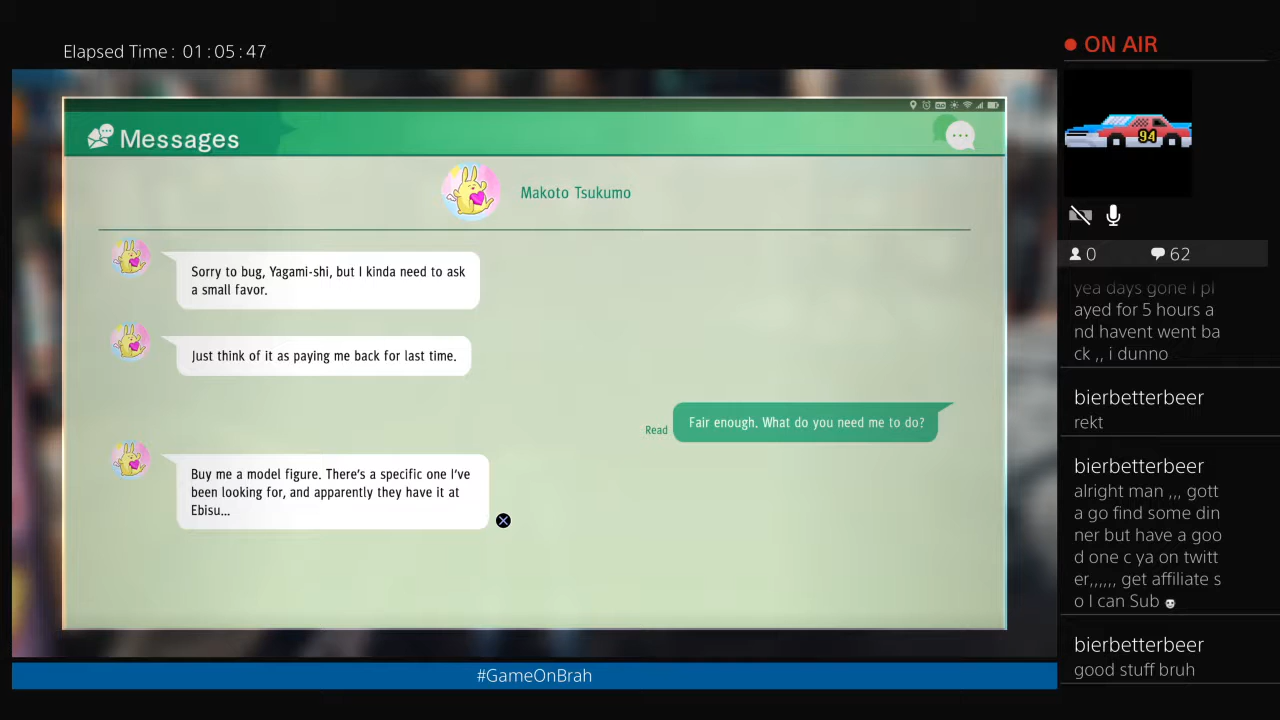 Elapsed Time: 01:05:47
ON AIR
Messages
Makoto Tsukumo
Sorry to bug, Yagami-shi, but I kinda need to ask
a small favor.
Just think of it as paying me back for last time.
Fair enough. What do you need me to do?
Read
Buy me a model figure. There's a specific one I've
been looking for, and apparently they have it at
Ebisu...
#GameOnBrah
94
0
62
yea days gone I pl
ayed for 5 hours a
nd havent went ba
ck ,, i dunno
bierbetterbeer
rekt
bierbetterbeer
alright man ,,, gott
a go find some din
ner but have a goo
d one c ya on twitt
er,,,,,, get affiliate s
o I can Sub
bierbetterbeer
good stuff bruh